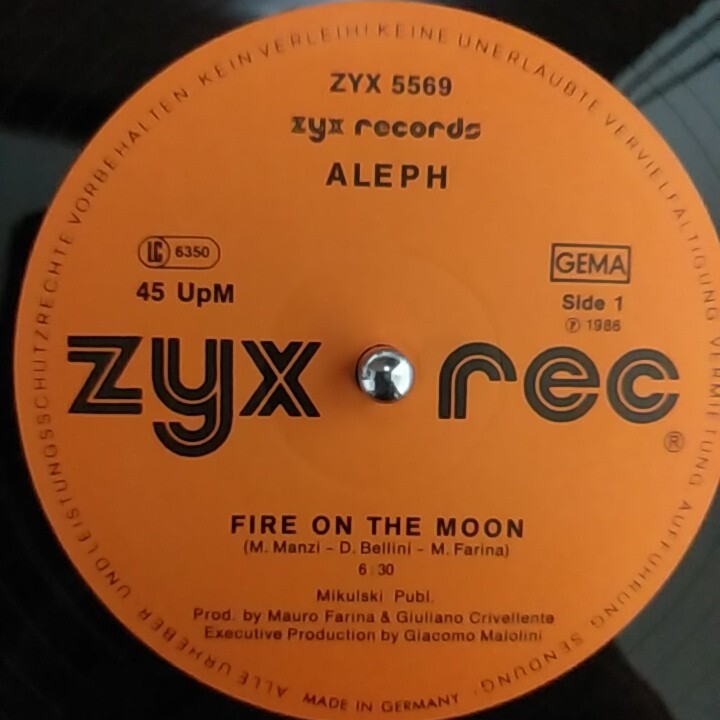 ZYX 5569
zyx records
ALEPH
LC 6350
45 UpM
GEMA
Side 1
℗ 1986
zyx rec ®
FIRE ON THE MOON
(M. Manzi - D. Bellini - M. Farina)
6:30
Mikulski Publ.
Prod. by Mauro Farina & Giuliano Crivellente
Executive Production by Giacomo Maiolini
ALLE URHEBER UND LEISTUNGSSCHUTZRECHTE VORBEHALTEN KEIN VERLEIH! KEINE UNERLAUBTE VERVIELFÄLTIGUNG VERMIETUNG AUFFÜHRUNG SENDUNG!
MADE IN GERMANY